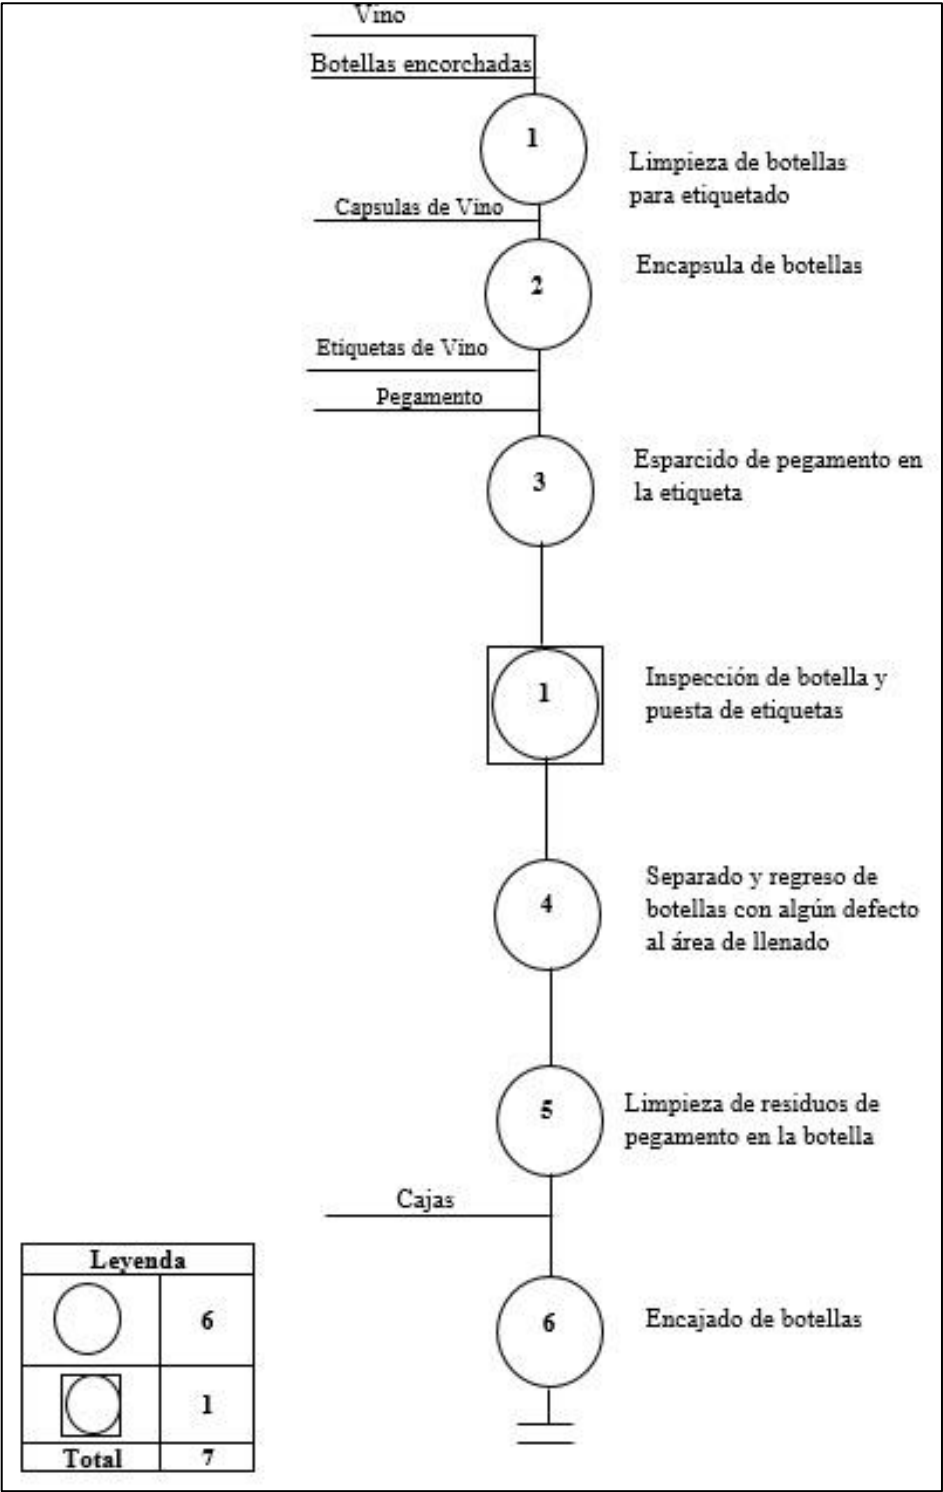 Vino
Botellas encorchadas
1
Limpieza de botellas
para etiquetado
Capsulas de Vino
2
Encapsula de botellas
Etiquetas de Vino
Pegamento
3
Esparcido de pegamento en
la etiqueta
1
Inspección de botella y
puesta de etiquetas
4
Separado y regreso de
botellas con algún defecto
al área de llenado
5
Limpieza de residuos de
pegamento en la botella
Cajas
6
Encajado de botellas
Leyenda
6
1
Total 7